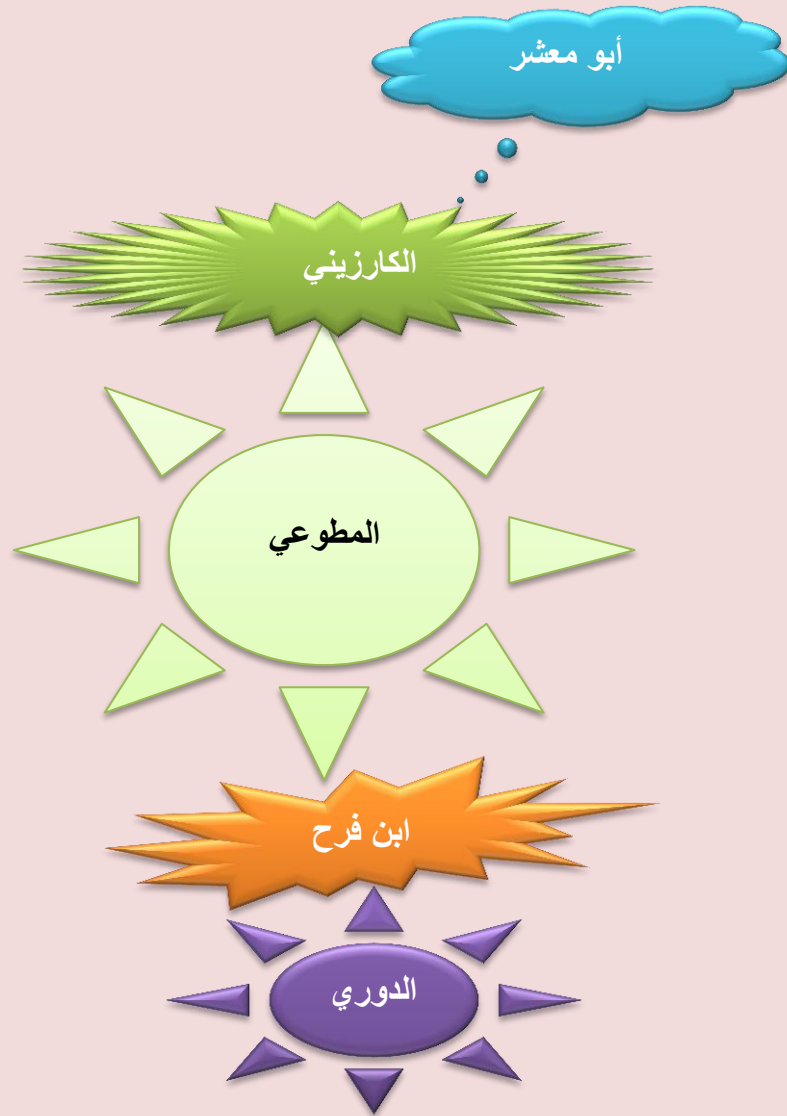 أبو معشر
الكارزيني
المطوعي
ابن فرح
الدوري